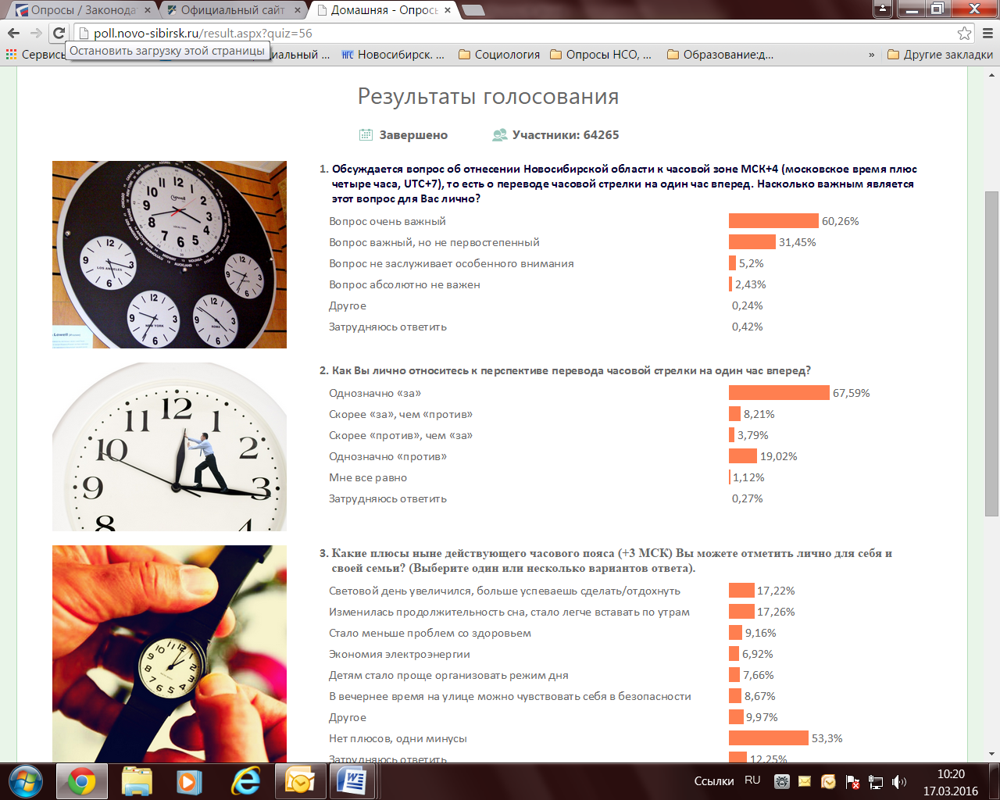 Опросы / Законода
Официальный сайт
Домашняя - Опрось
poll.novo-sibirsk.ru/result.aspx?quiz=56
Сервисы
Остановить загрузку этой страницы
НГС
Новосибирск. ...
Социология
Опросы НСО, ...
Образование:д...
»
Другие закладки
Результаты голосования
Завершено
Участники: 64265
1. Обсуждается вопрос об отнесении Новосибирской области к часовой зоне МСК+4 (московское время плюс
четыре часа, UTC+7), то есть о переводе часовой стрелки на один час вперед. Насколько важным является
этот вопрос для Вас лично?
Вопрос очень важный 60,26%
Вопрос важный, но не первостепенный 31,45%
Вопрос не заслуживает особенного внимания 5,2%
Вопрос абсолютно не важен 2,43%
Другое 0,24%
Затрудняюсь ответить 0,42%
2. Как Вы лично относитесь к перспективе перевода часовой стрелки на один час вперед?
Однозначно «за» 67,59%
Скорее «за», чем «против» 8,21%
Скорее «против», чем «за» 3,79%
Однозначно «против» 19,02%
Мне все равно 1,12%
Затрудняюсь ответить 0,27%
3. Какие плюсы ныне действующего часового пояса (+3 МСК) Вы можете отметить лично для себя и
своей семьи? (Выберите один или несколько вариантов ответа).
Световой день увеличился, больше успеваешь сделать/отдохнуть 17,22%
Изменилась продолжительность сна, стало легче вставать по утрам 17,26%
Стало меньше проблем со здоровьем 9,16%
Экономия электроэнергии 6,92%
Детям стало проще организовать режим дня 7,66%
В вечернее время на улице можно чувствовать себя в безопасности 8,67%
Другое 9,97%
Нет плюсов, одни минусы 53,3%
Затрудняюсь ответить 12,25%
Ссылки
RU
10:20
17.03.2016